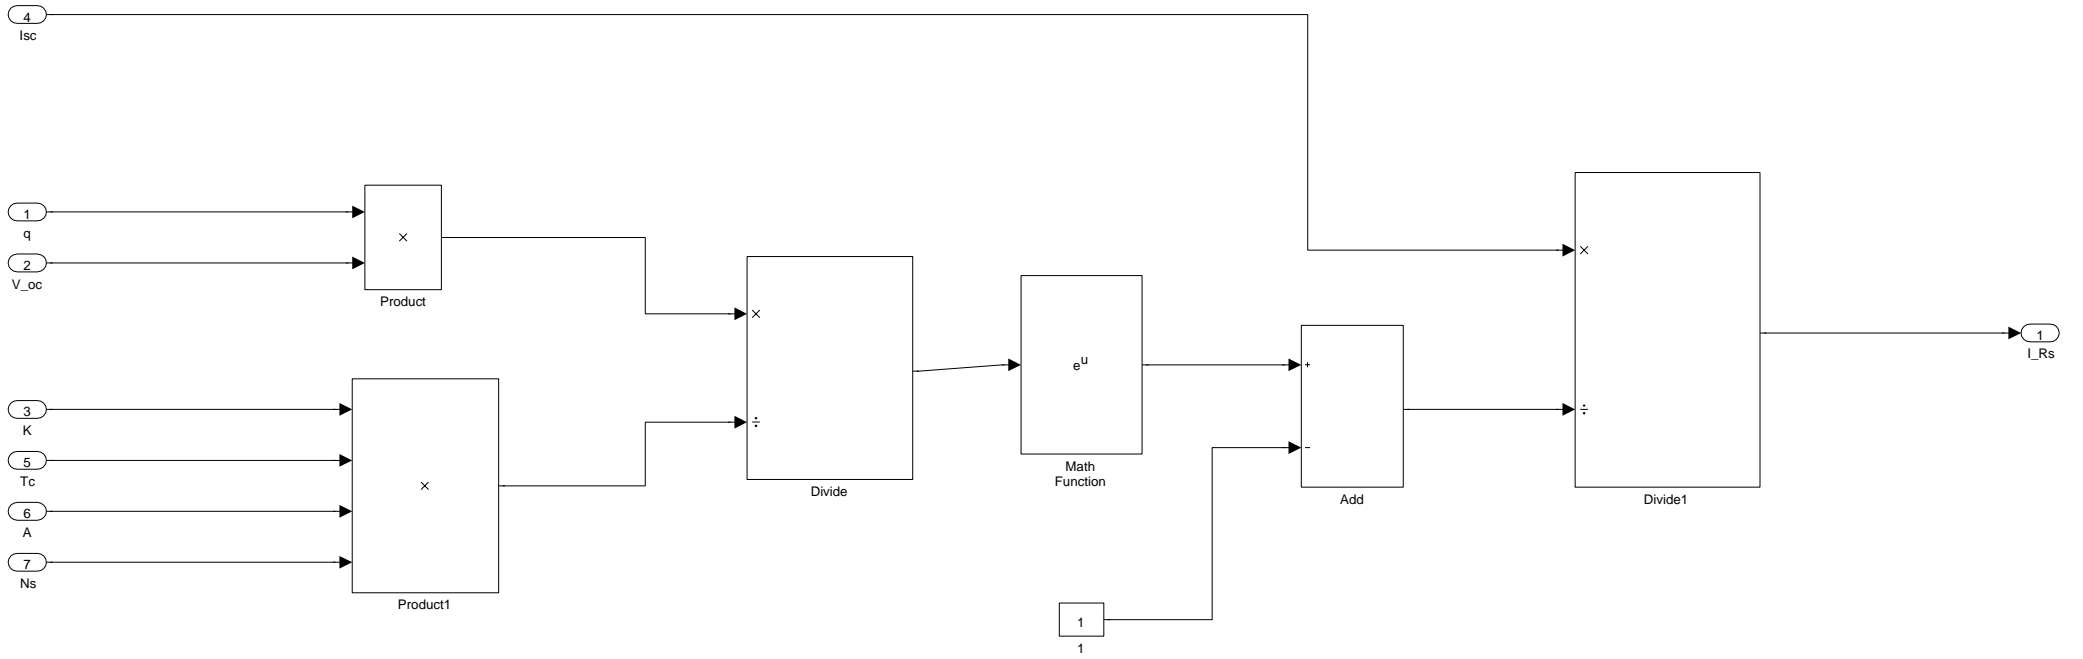 4
Isc
1
q
2
V_oc
×
Product
3
K
5
Tc
6
A
7
Ns
×
Product1
×
÷
Divide
e^u
Math
Function
1
1
+
-
Add
×
÷
Divide1
1
I_Rs